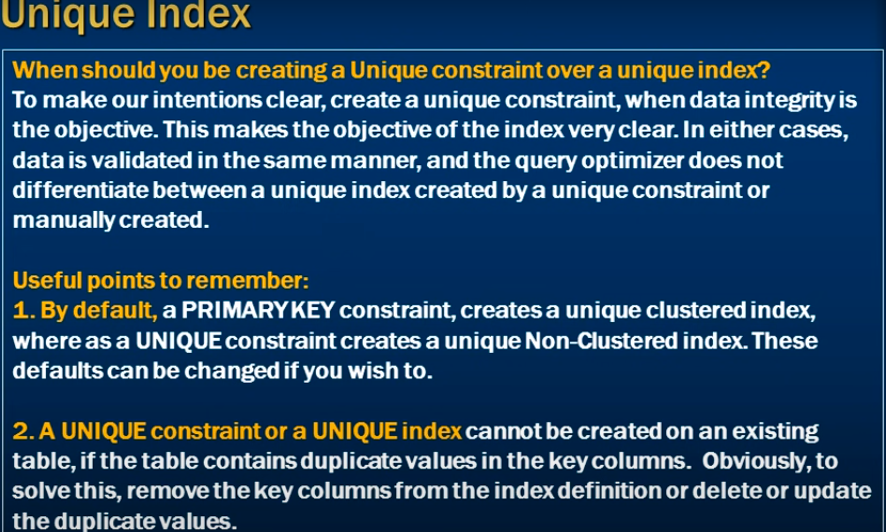 Unique Index
When should you be creating a Unique constraint over a unique index?
To make our intentions clear, create a unique constraint, when data integrity is
the objective. This makes the objective of the index very clear. In either cases,
data is validated in the same manner, and the query optimizer does not
differentiate between a unique index created by a unique constraint or
manually created.
Useful points to remember:
1. By default, a PRIMARY KEY constraint, creates a unique clustered index,
where as a UNIQUE constraint creates a unique Non-Clustered index. These
defaults can be changed if you wish to.
2. A UNIQUE constraint or a UNIQUE index cannot be created on an existing
table, if the table contains duplicate values in the key columns. Obviously, to
solve this, remove the key columns from the index definition or delete or update
the duplicate values.